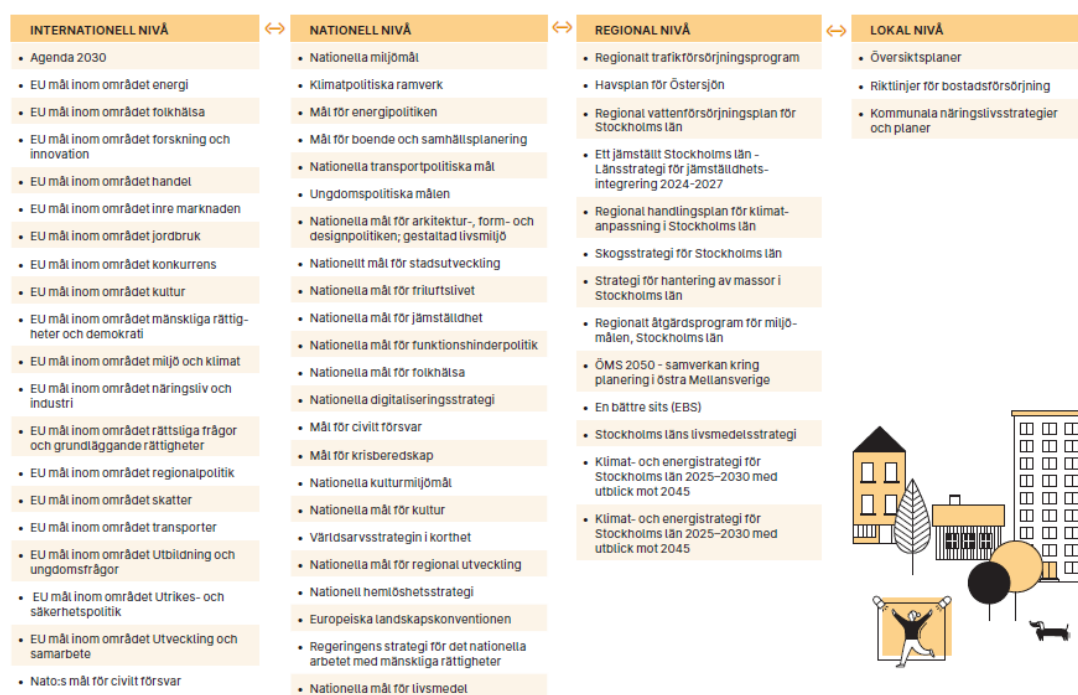 INTERNATIONELL NIVÅ
• Agenda 2030
• EU mål inom området energi
• EU mål inom området folkhälsa
• EU mål inom området forskning och
innovation
• EU mål inom området handel
• EU mål inom området inre marknaden
• EU mål inom området jordbruk
• EU mål inom området konkurrens
• EU mål inom området kultur
• EU mål inom området mänskliga rättig-
heter och demokrati
• EU mål inom området miljö och klimat
• EU mål inom området näringsliv och
industri
• EU mål inom området rättsliga frågor
och grundläggande rättigheter
• EU mål inom området regionalpolitik
• EU mål inom området skatter
• EU mål inom området transporter
• EU mål inom området Utbildning och
ungdomsfrågor
• EU mål inom området Utrikes- och
säkerhetspolitik
• EU mål inom området Utveckling och
samarbete
• Nato:s mål för civilt försvar
NATIONELL NIVÅ
• Nationella miljömål
• Klimatpolitiska ramverk
• Mål för energipolitiken
• Mål för boende och samhällsplanering
• Nationella transportpolitiska mål
• Ungdomspolitiska målen
• Nationella mål för arkitektur-, form- och
designpolitiken; gestaltad livsmiljö
• Nationellt mål för stadsutveckling
• Nationella mål för friluftslivet
• Nationella mål för jämställdhet
• Nationella mål för funktionshinderpolitik
• Nationella mål för folkhälsa
• Nationella digitaliseringsstrategi
• Mål för civilt försvar
• Mål för krisberedskap
• Nationella kulturmiljömål
• Nationella mål för kultur
• Världsarvsstrategin i korthet
• Nationella mål för regional utveckling
• Nationell hemlöshetsstrategi
• Europeiska landskapskonventionen
• Regeringens strategi för det nationella
arbetet med mänskliga rättigheter
• Nationella mål för livsmedel
REGIONAL NIVÅ
• Regionalt trafikförsörjningsprogram
• Havsplan för Östersjön
• Regional vattenförsörjningsplan för
Stockholms län
• Ett jämställt Stockholms län -
Länsstrategi för jämställdhets-
integrering 2024-2027
• Regional handlingsplan för klimat-
anpassning i Stockholms län
• Skogsstrategi för Stockholms län
• Strategi för hantering av massor i
Stockholms län
• Regionalt åtgärdsprogram för miljö-
målen, Stockholms län
• ÖMS 2050 - samverkan kring
planering i östra Mellansverige
• En bättre sits (EBS)
• Stockholms läns livsmedelsstrategi
• Klimat- och energistrategi för
Stockholms län 2025–2030 med
utblick mot 2045
• Klimat- och energistrategi för
Stockholms län 2025–2030 med
utblick mot 2045
LOKAL NIVÅ
• Översiktsplaner
• Riktlinjer för bostadsförsörjning
• Kommunala näringslivsstrategier
och planer